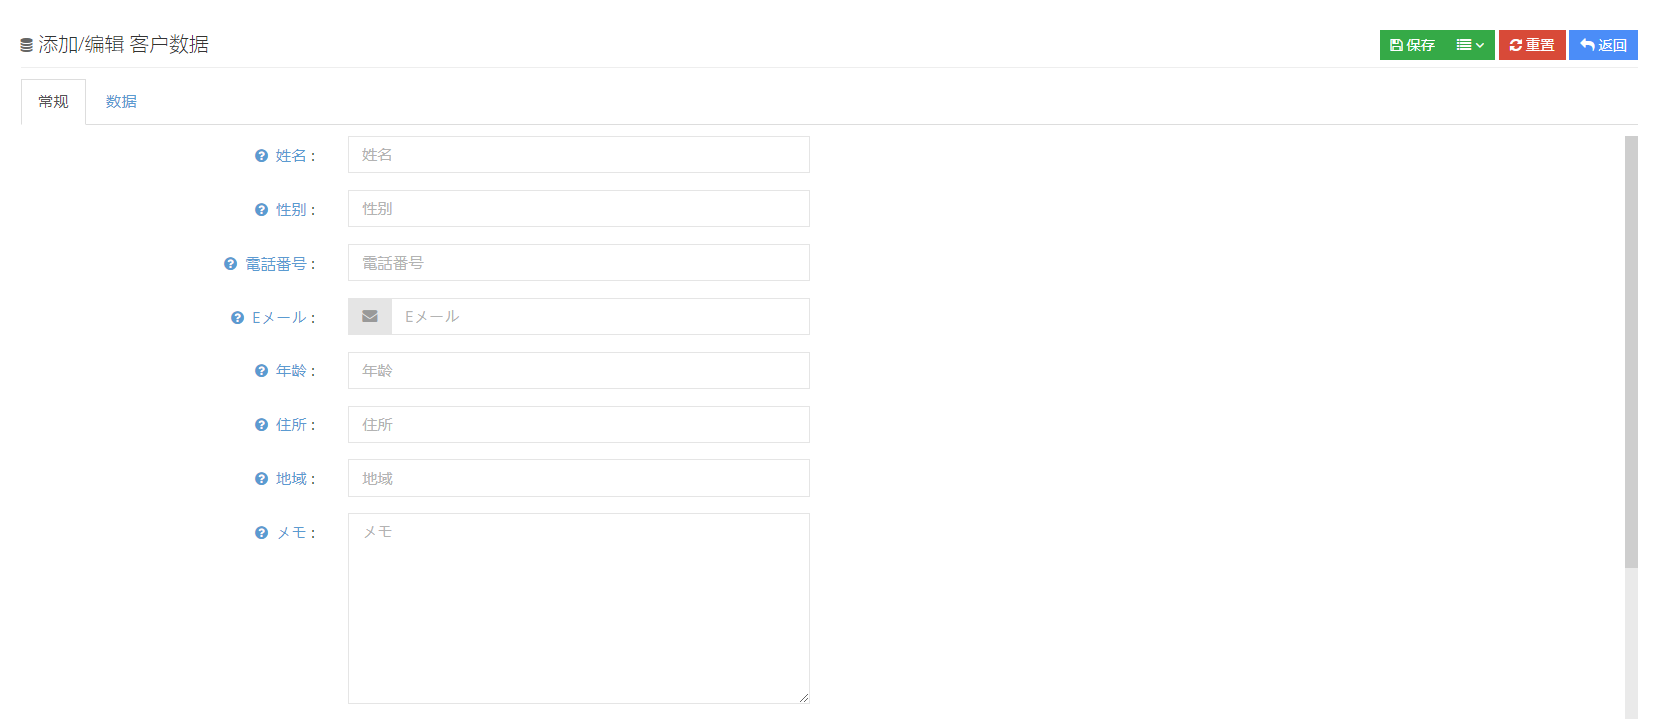 添加/编辑 客户数据
保存
重置
返回
常规 数据
姓名 : 姓名
性别 : 性别
電話番号 : 電話番号
Eメール : Eメール
年齢 : 年齢
住所 : 住所
地域 : 地域
メモ : メモ